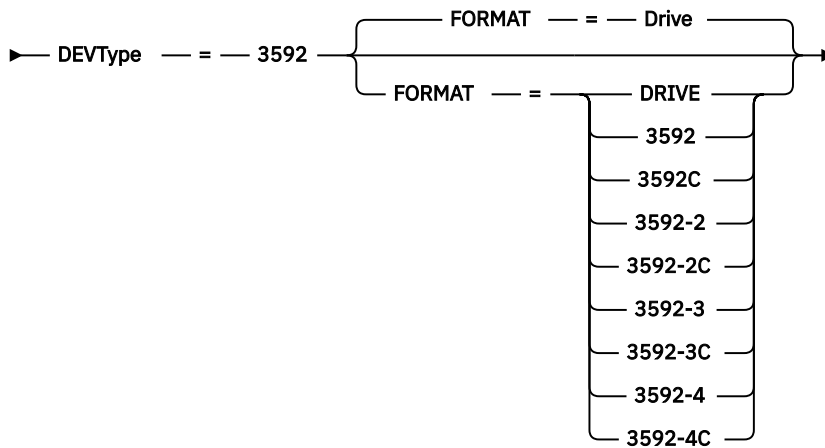 FORMAT = Drive
DEVType = 3592
FORMAT = DRIVE
3592
3592C
3592-2
3592-2C
3592-3
3592-3C
3592-4
3592-4C